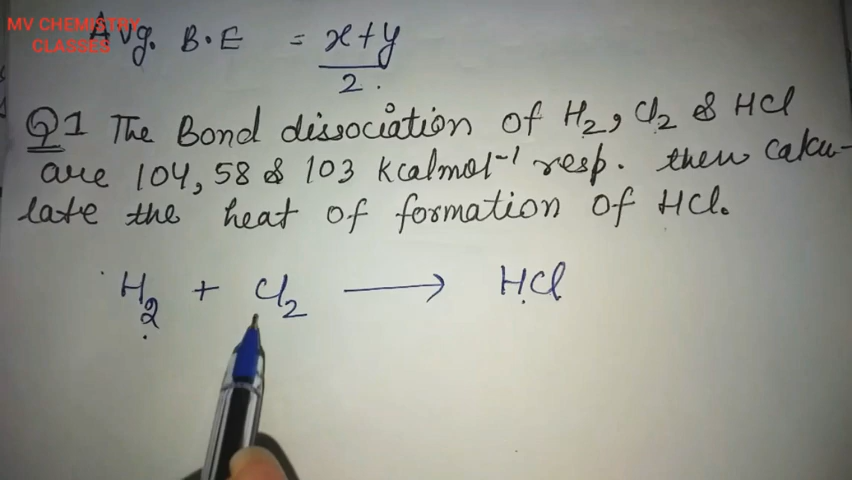 MV CHEMISTRY
CLASSES
Avg. B.E = x+y
2.
Q1 The Bond dissociation of H₂, Cl₂ & HCl
are 104, 58 & 103 Kcalmol⁻¹ resp. then Calcu-
late the heat of formation of HCl.
H₂ + Cl₂ ⟶ HCl